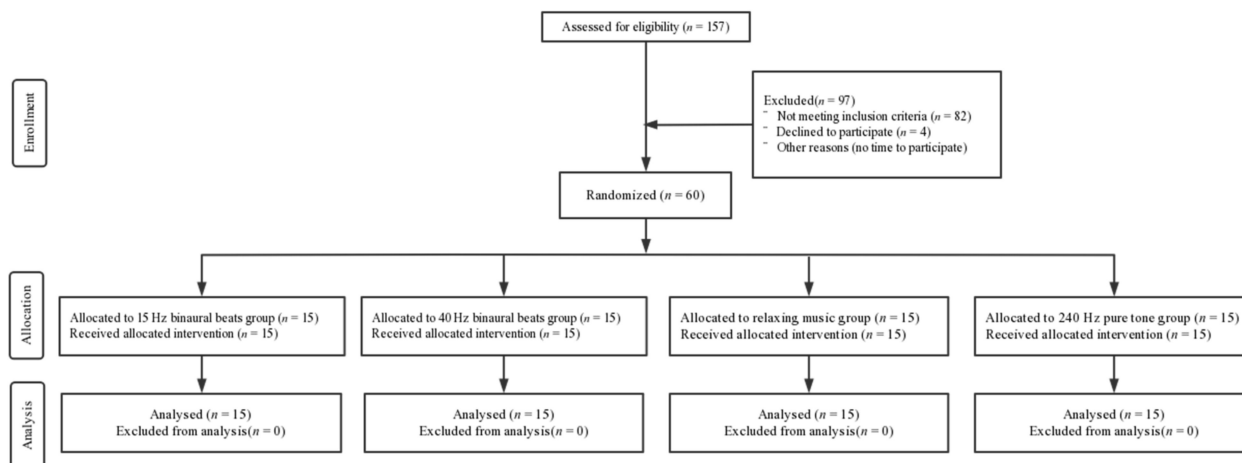 Assessed for eligibility (n = 157)
Enrollment
Excluded(n = 97)
¨ Not meeting inclusion criteria (n = 82)
¨ Declined to participate (n = 4)
¨ Other reasons (no time to participate)
Randomized (n = 60)
Allocation
Allocated to 15 Hz binaural beats group (n = 15)
Received allocated intervention (n = 15)
Allocated to 40 Hz binaural beats group (n = 15)
Received allocated intervention (n = 15)
Allocated to relaxing music group (n = 15)
Received allocated intervention (n = 15)
Allocated to 240 Hz pure tone group (n = 15)
Received allocated intervention (n = 15)
Analysis
Analysed (n = 15)
Excluded from analysis(n = 0)
Analysed (n = 15)
Excluded from analysis(n = 0)
Analysed (n = 15)
Excluded from analysis(n = 0)
Analysed (n = 15)
Excluded from analysis(n = 0)